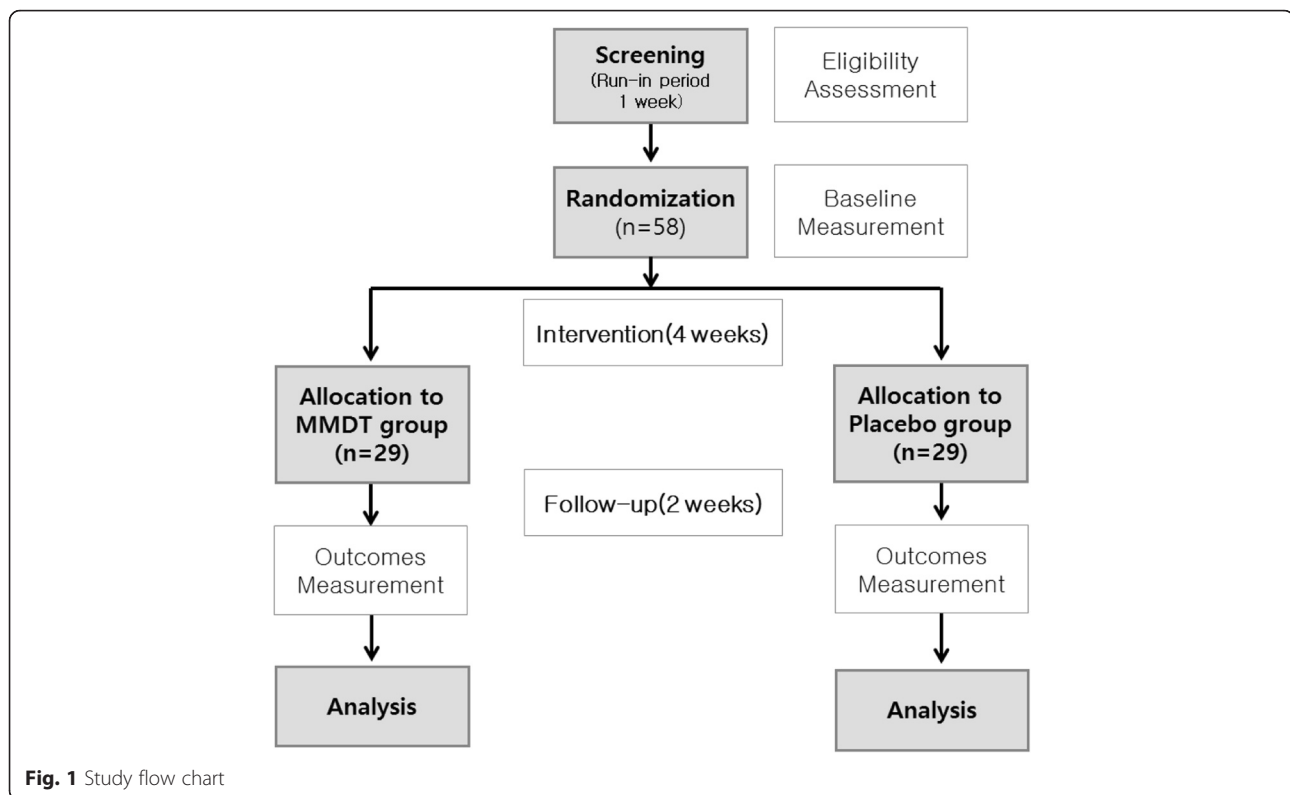 Screening
(Run-in period
1 week)
Eligibility
Assessment
Randomization
(n=58)
Baseline
Measurement
Intervention(4 weeks)
Allocation to
MMDT group
(n=29)
Allocation to
Placebo group
(n=29)
Follow-up(2 weeks)
Outcomes
Measurement
Outcomes
Measurement
Analysis
Analysis
Fig. 1 Study flow chart